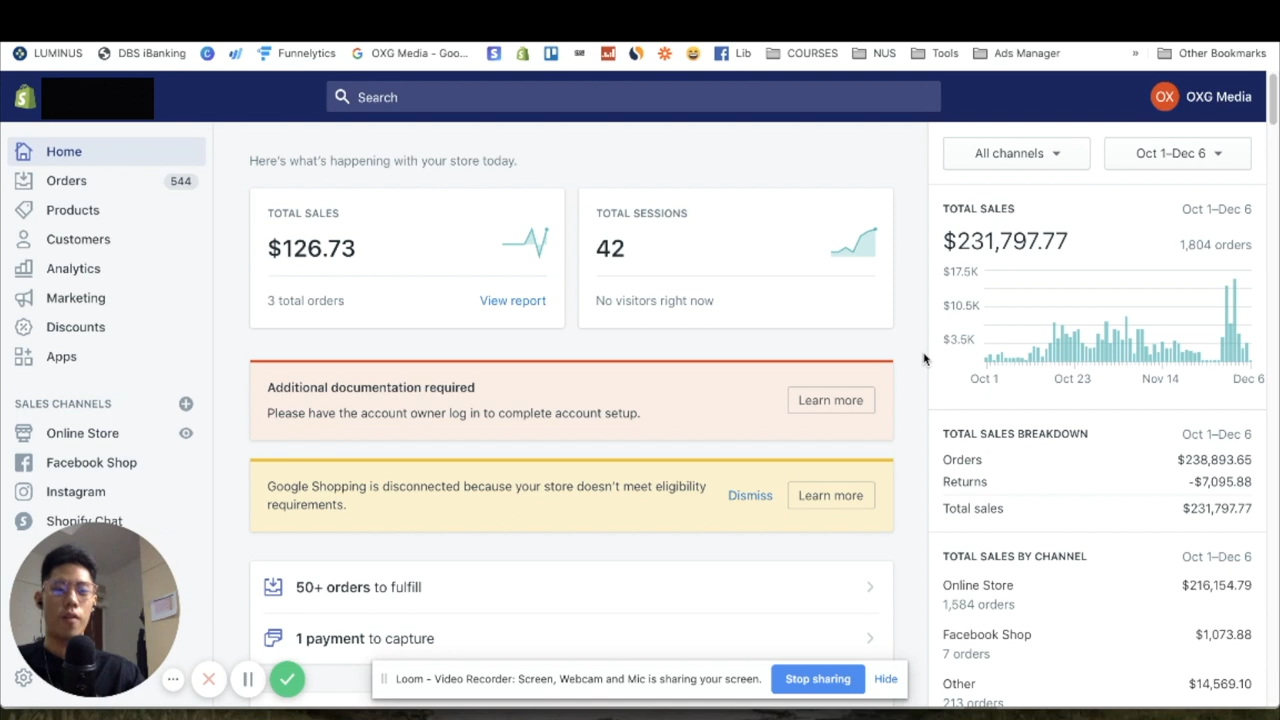 LUMINUS DBS iBanking Funnelytics OXG Media - Goo... Lib COURSES NUS Tools Ads Manager » Other Bookmarks
Search
OX OXG Media
Home
Orders 544
Products
Customers
Analytics
Marketing
Discounts
Apps
SALES CHANNELS
Online Store
Facebook Shop
Instagram
Shopify Chat
Here's what's happening with your store today.
TOTAL SALES
$126.73
3 total orders View report
TOTAL SESSIONS
42
No visitors right now
Additional documentation required
Please have the account owner log in to complete account setup.
Learn more
Google Shopping is disconnected because your store doesn't meet eligibility
requirements.
Dismiss Learn more
50+ orders to fulfill
1 payment to capture
All channels Oct 1–Dec 6
TOTAL SALES Oct 1–Dec 6
$231,797.77 1,804 orders
$17.5K
$10.5K
$3.5K
Oct 1 Oct 23 Nov 14 Dec 6
TOTAL SALES BREAKDOWN Oct 1–Dec 6
Orders $238,893.65
Returns -$7,095.88
Total sales $231,797.77
TOTAL SALES BY CHANNEL Oct 1–Dec 6
Online Store $216,154.79
1,584 orders
Facebook Shop $1,073.88
7 orders
Other $14,569.10
213 orders
Loom - Video Recorder: Screen, Webcam and Mic is sharing your screen. Stop sharing Hide